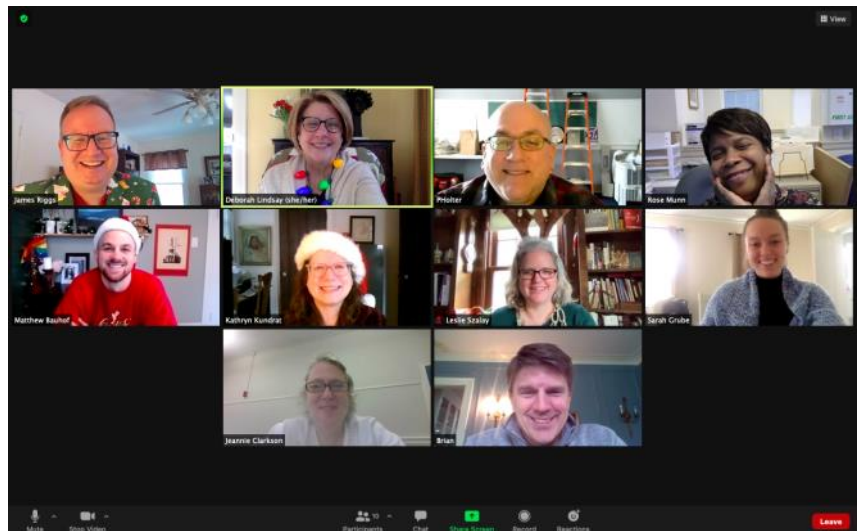 View
James Riggs
Deborah Lindsay (she/her)
PHolter
Rose Munn
Matthew Bauhof
Kathryn Kundrat
Leslie Szalay
Sarah Grube
Jeannie Clarkson
Brian
10
Mute
Stop Video
Participants
Chat
Share Screen
Record
Reactions
Leave